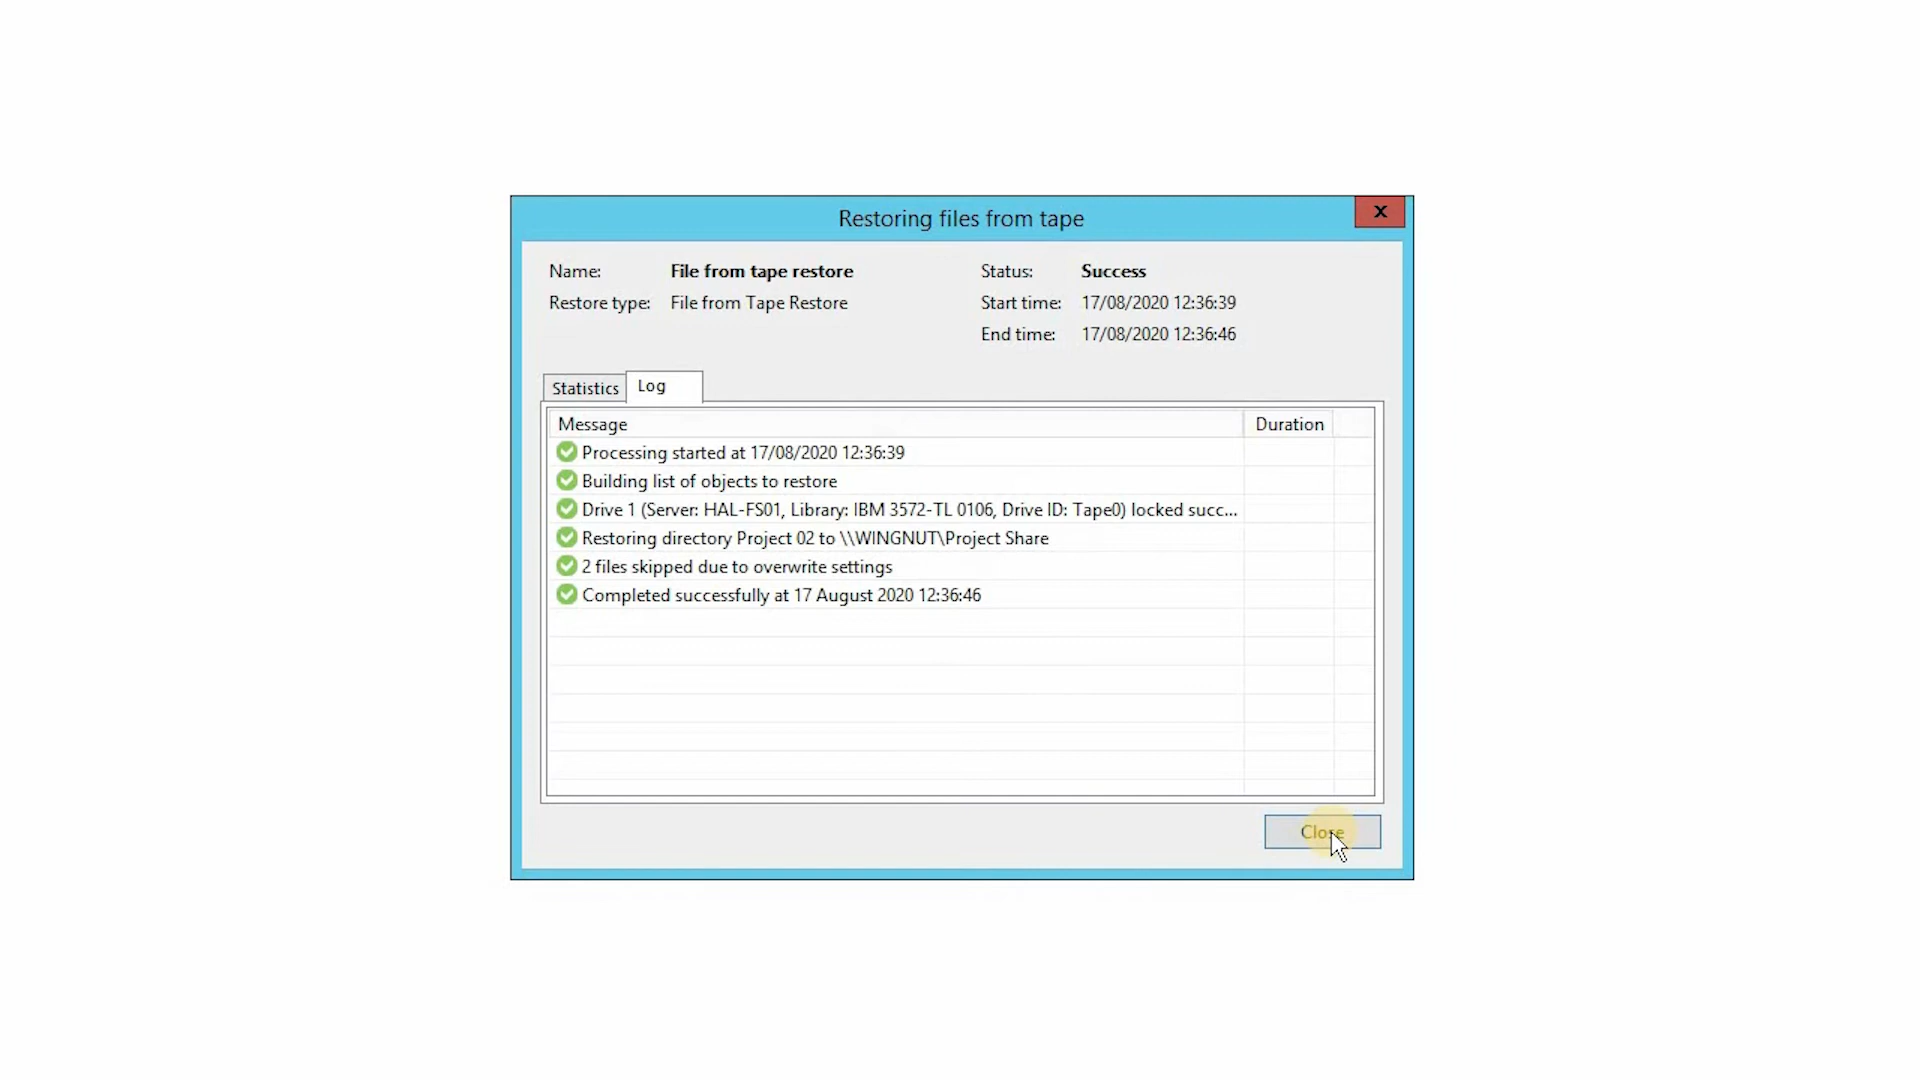 Restoring files from tape
x
Name: File from tape restore Status: Success
Restore type: File from Tape Restore Start time: 17/08/2020 12:36:39
End time: 17/08/2020 12:36:46
Statistics Log
Message Duration
Processing started at 17/08/2020 12:36:39
Building list of objects to restore
Drive 1 (Server: HAL-FS01, Library: IBM 3572-TL 0106, Drive ID: Tape0) locked succ...
Restoring directory Project 02 to \\WINGNUT\Project Share
2 files skipped due to overwrite settings
Completed successfully at 17 August 2020 12:36:46
Close